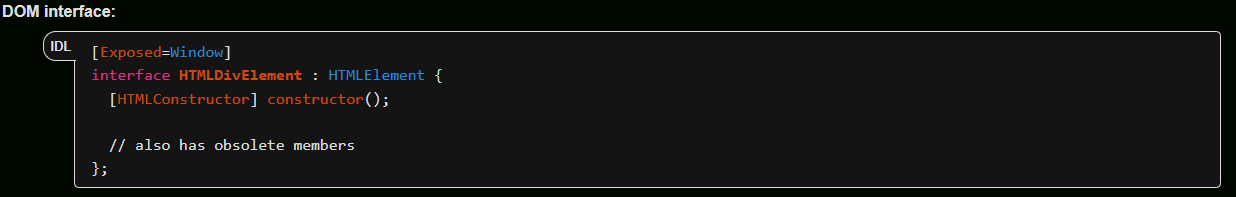 DOM interface:
IDL
[Exposed=Window]
interface HTMLDivElement : HTMLElement {
  [HTMLConstructor] constructor();

  // also has obsolete members
};